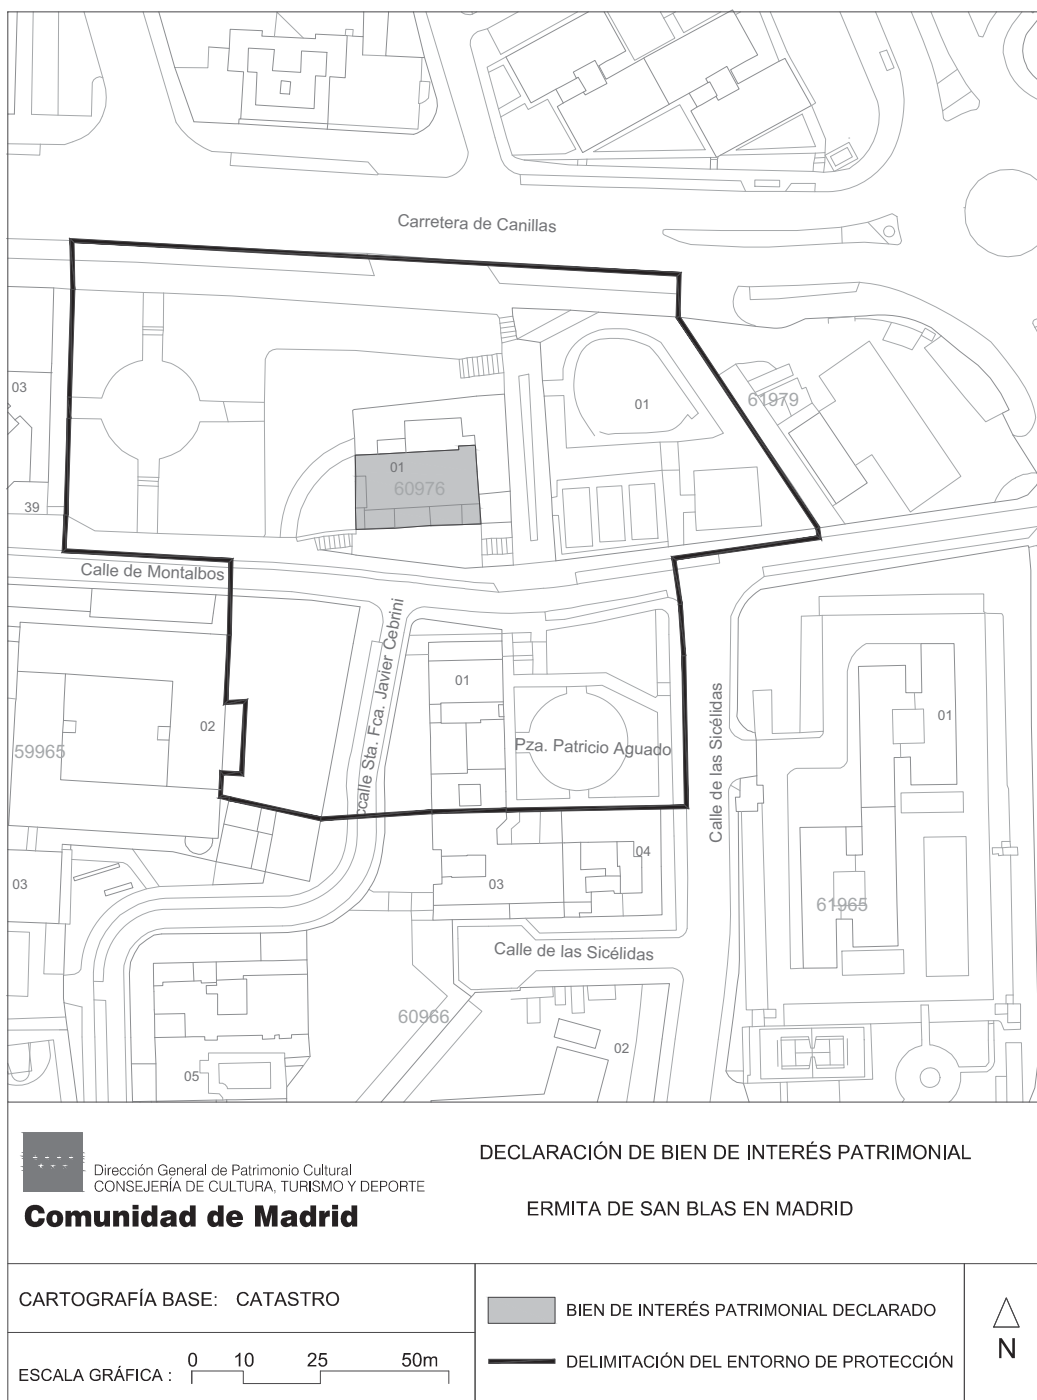 Carretera de Canillas
03
01
61979
01
60976
39
Calle de Montalbos
ccalle Sta. Fca. Javier Cebrini
01
02
01
59965
Pza. Patricio Aguado
Calle de las Sicélidas
04
03
03
61965
Calle de las Sicélidas
60966
02
05
Dirección General de Patrimonio Cultural
CONSEJERÍA DE CULTURA, TURISMO Y DEPORTE
Comunidad de Madrid
DECLARACIÓN DE BIEN DE INTERÉS PATRIMONIAL
ERMITA DE SAN BLAS EN MADRID
CARTOGRAFÍA BASE: CATASTRO
ESCALA GRÁFICA : 0 10 25 50m
BIEN DE INTERÉS PATRIMONIAL DECLARADO
DELIMITACIÓN DEL ENTORNO DE PROTECCIÓN
N